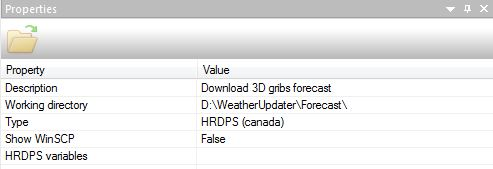 Properties
Property Value
Description Download 3D gribs forecast
Working directory D:\WeatherUpdater\Forecast\
Type HRDPS (canada)
Show WinSCP False
HRDPS variables